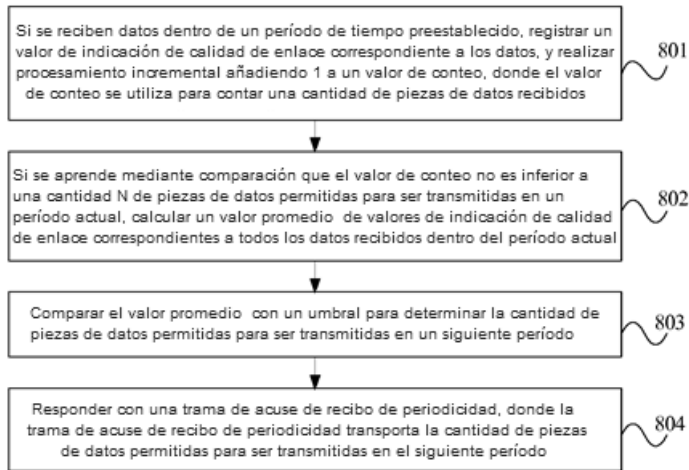 Si se reciben datos dentro de un período de tiempo preestablecido, registrar un
valor de indicación de calidad de enlace correspondiente a los datos, y realizar
procesamiento incremental añadiendo 1 a un valor de conteo, donde el valor
de conteo se utiliza para contar una cantidad de piezas de datos recibidos
801
Si se aprende mediante comparación que el valor de conteo no es inferior a
una cantidad N de piezas de datos permitidas para ser transmitidas en un
período actual, calcular un valor promedio de valores de indicación de calidad
de enlace correspondientes a todos los datos recibidos dentro del período actual
802
Comparar el valor promedio con un umbral para determinar la cantidad de
piezas de datos permitidas para ser transmitidas en un siguiente período
803
Responder con una trama de acuse de recibo de periodicidad, donde la
trama de acuse de recibo de periodicidad transporta la cantidad de piezas
de datos permitidas para ser transmitidas en el siguiente período
804